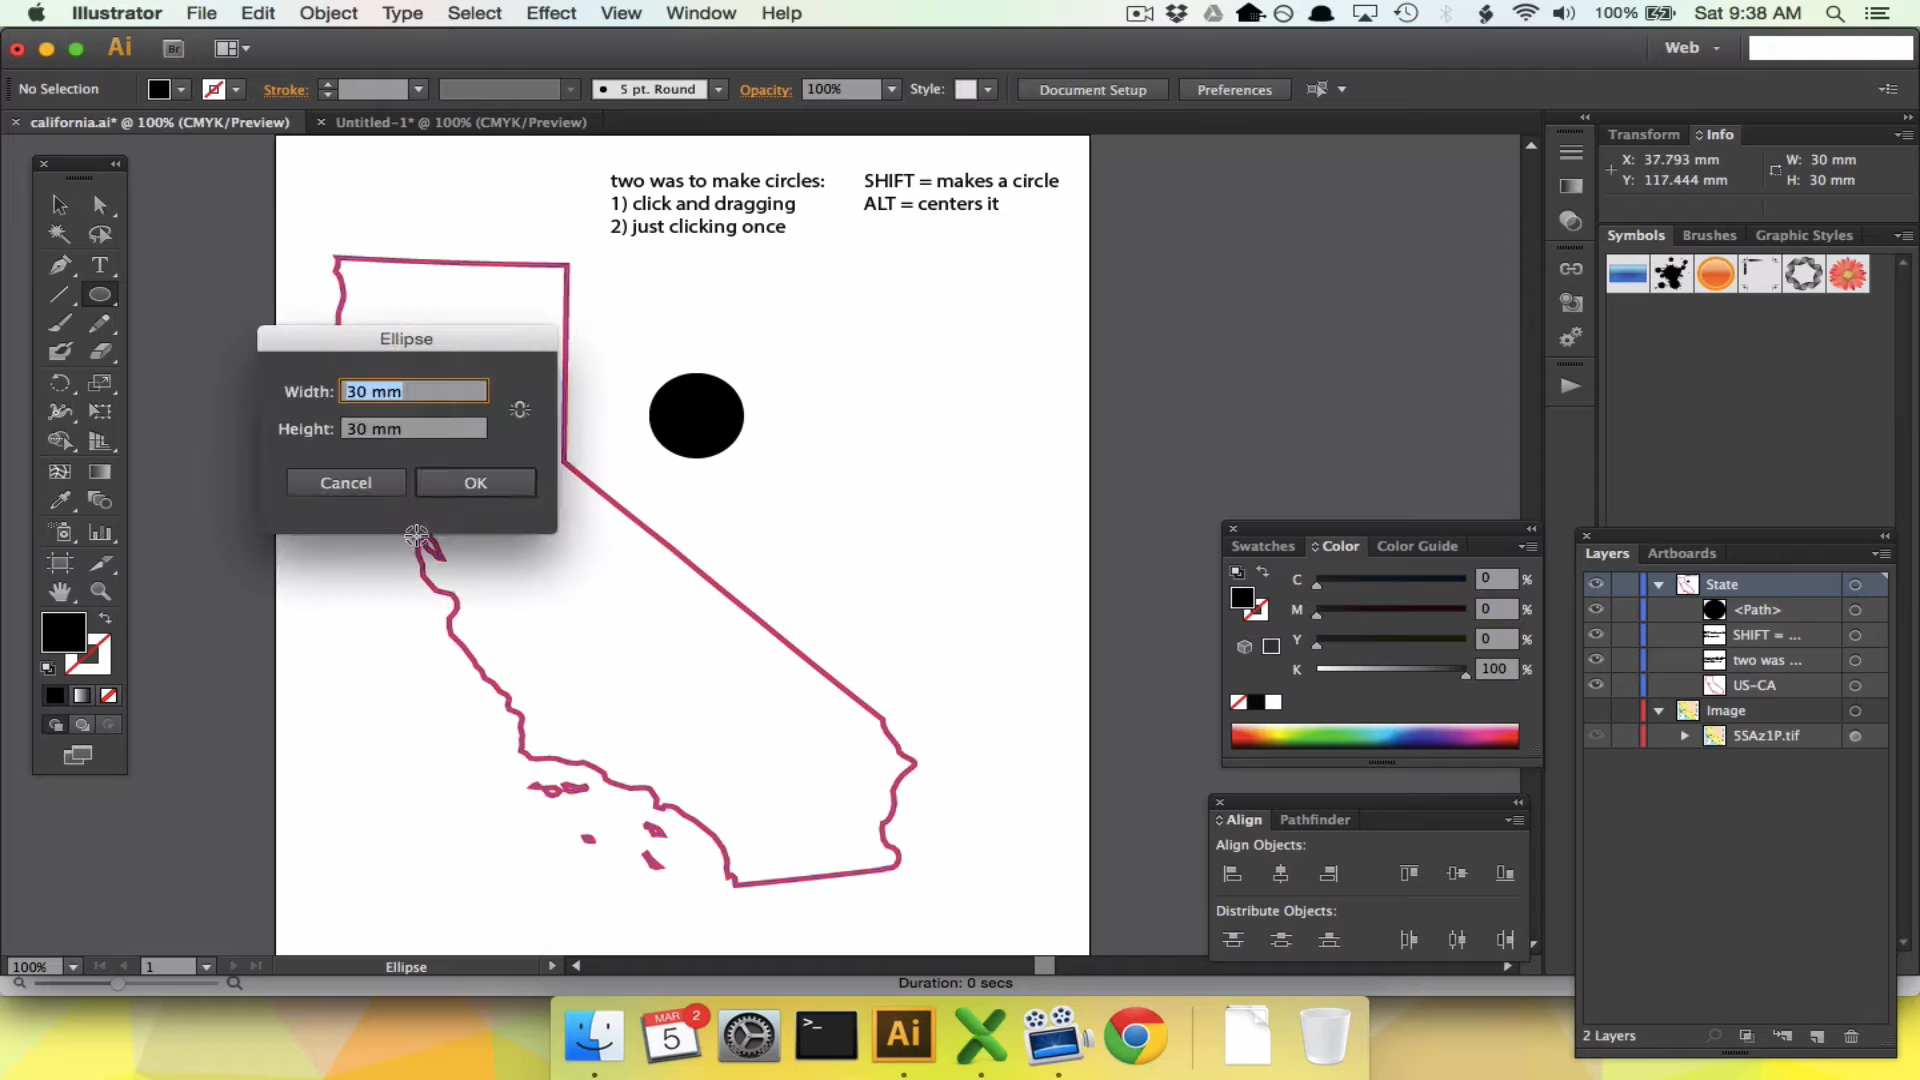 Illustrator File Edit Object Type Select Effect View Window Help 100% Sat 9:38 AM
Ai Br Web
No Selection Stroke: 5 pt. Round Opacity: 100% Style: Document Setup Preferences
california.ai* @ 100% (CMYK/Preview) Untitled-1* @ 100% (CMYK/Preview)
Transform Info
X: 37.793 mm W: 30 mm
Y: 117.444 mm H: 30 mm
two was to make circles: SHIFT = makes a circle
1) click and dragging ALT = centers it
2) just clicking once
Symbols Brushes Graphic Styles
T
Ellipse
Width: 30 mm
Height: 30 mm
Cancel OK
Swatches Color Color Guide
C 0 %
M 0 %
Y 0 %
K 100 %
Layers Artboards
State
<Path>
SHIFT = ...
two was ...
US-CA
Image
5SAz1P.tif
Align Pathfinder
Align Objects:
Distribute Objects:
100% 1 Ellipse
Duration: 0 secs
2 Layers
MAR 2
5
>_
Ai